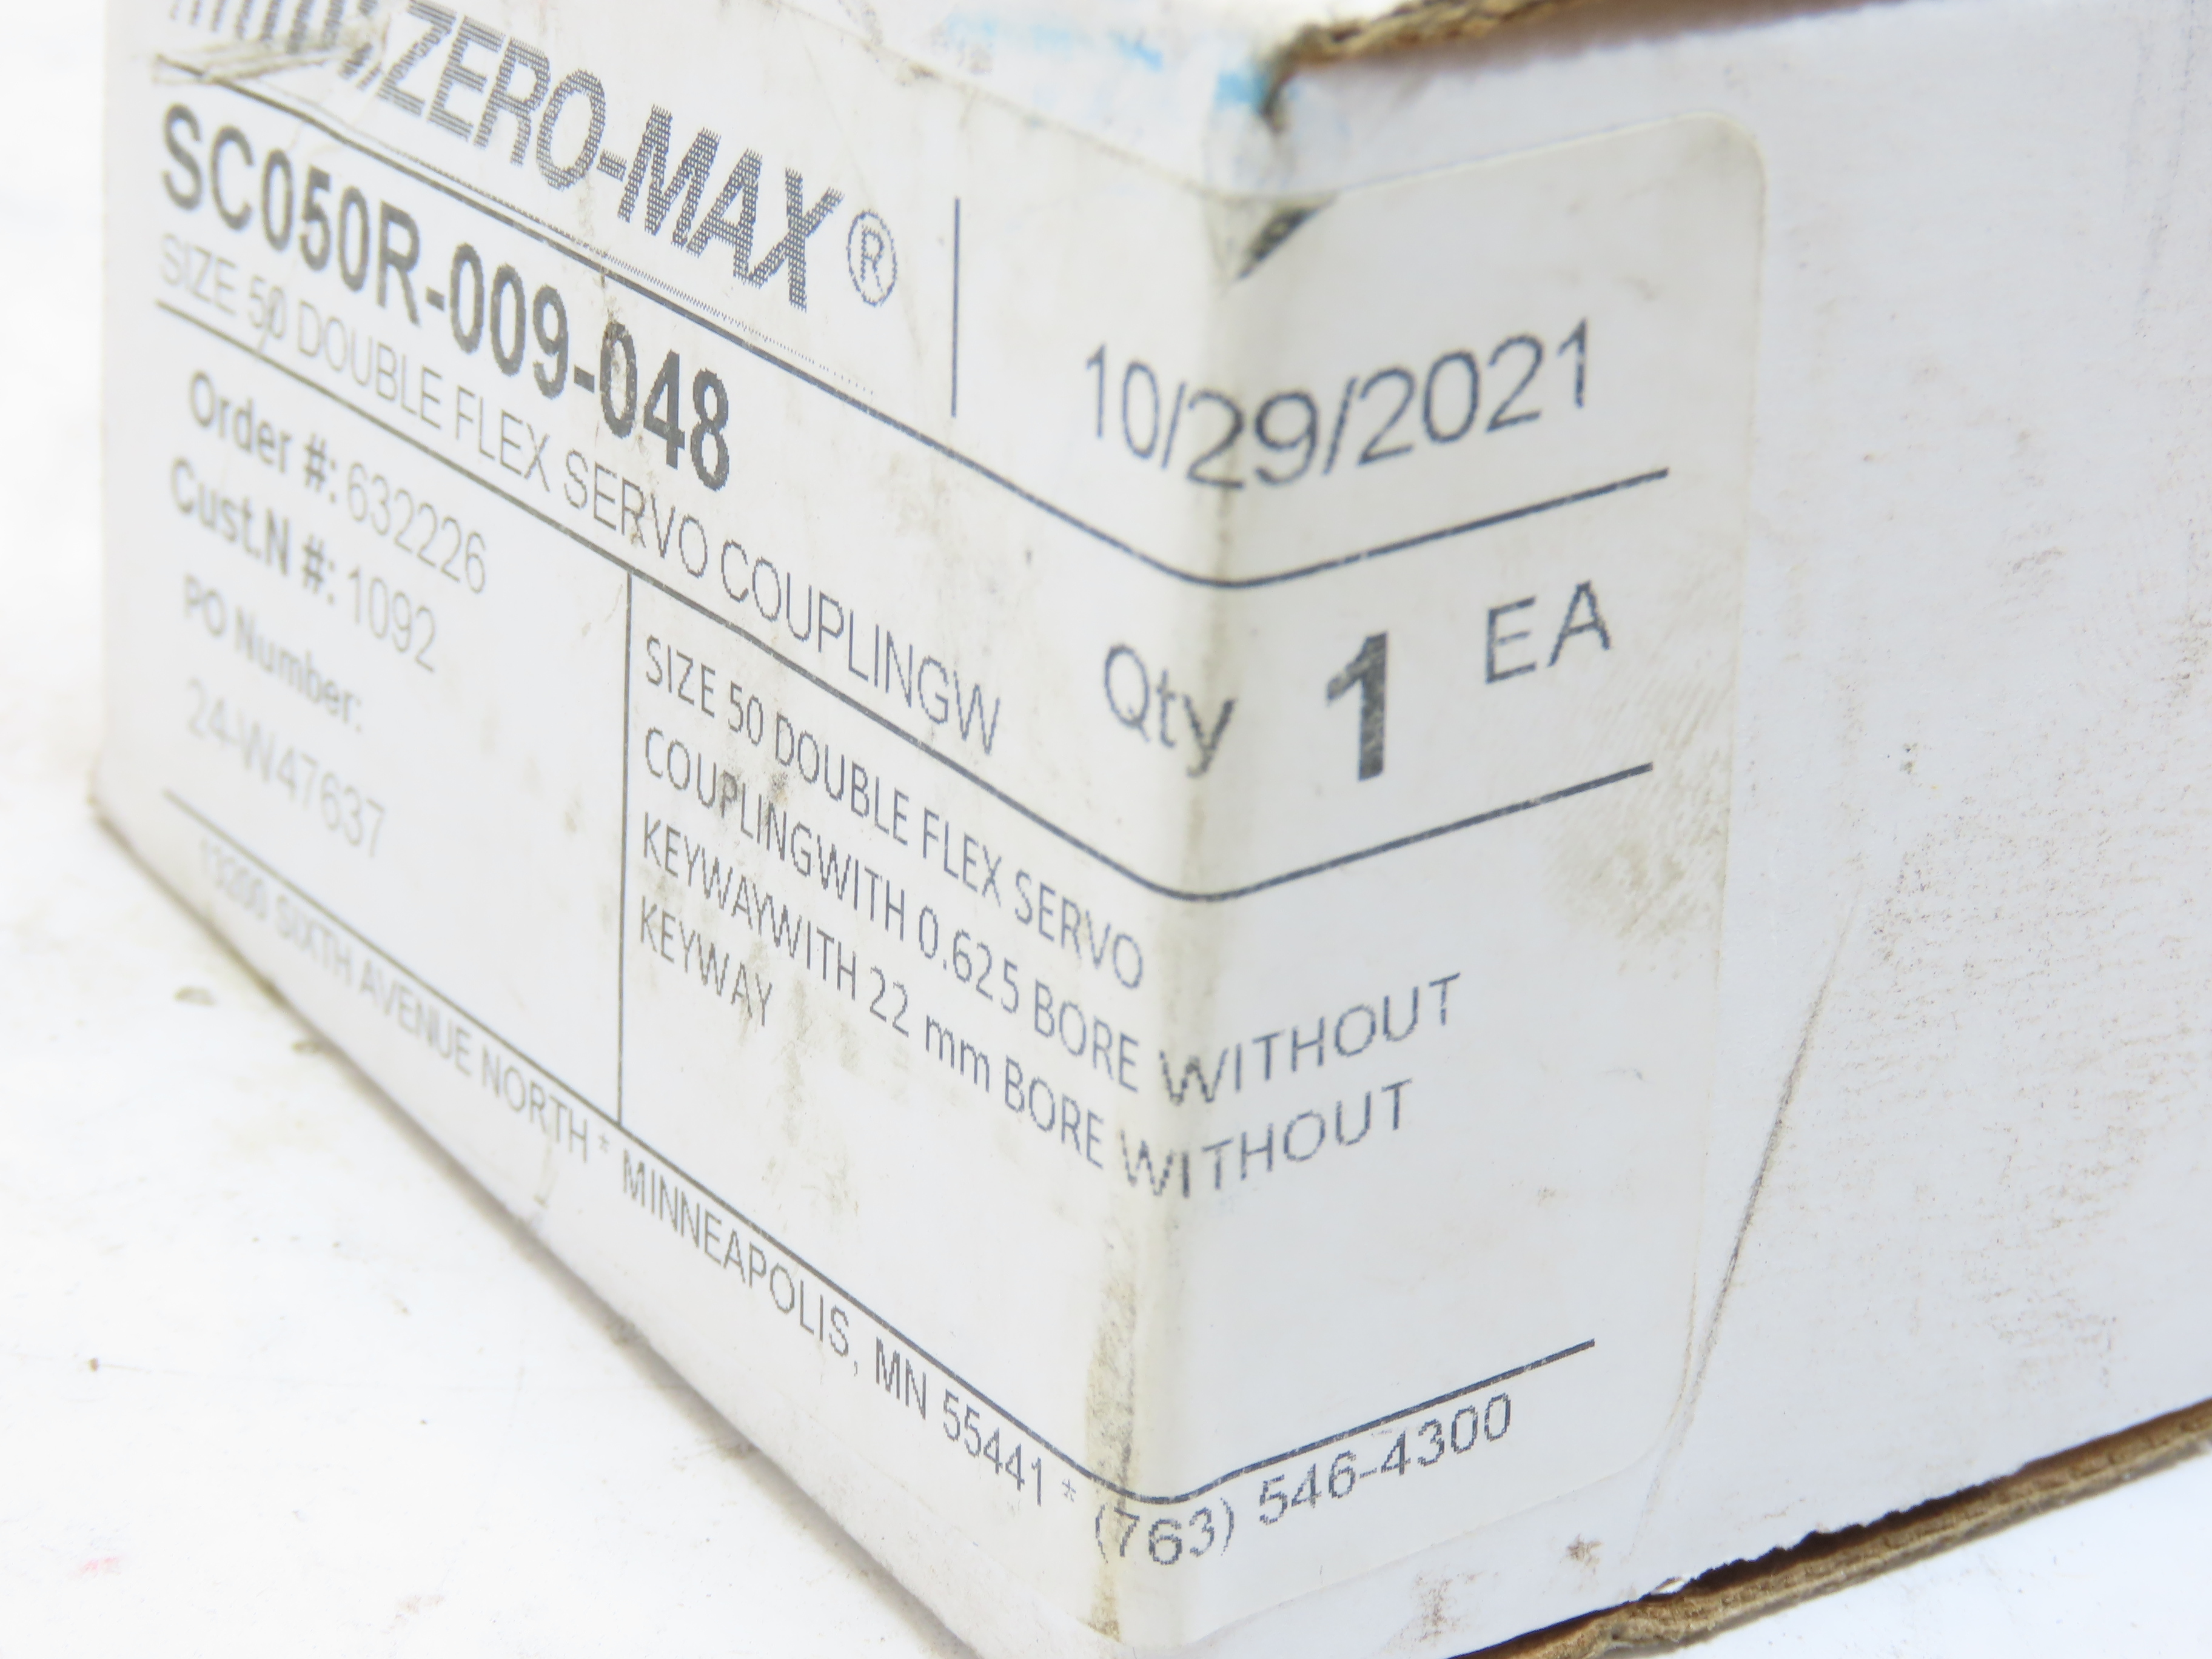 ZERO-MAX®
10/29/2021
SC050R-009-048
SIZE 50 DOUBLE FLEX SERVO COUPLINGW
Qty 1 EA
Order #: 632226
Cust.N #: 1092
PO Number:
24-W47637
SIZE 50 DOUBLE FLEX SERVO
COUPLINGWITH 0.625 BORE WITHOUT
KEYWAYWITH 22 mm BORE WITHOUT
KEYWAY
13200 SIXTH AVENUE NORTH * MINNEAPOLIS, MN 55441 * (763) 546-4300